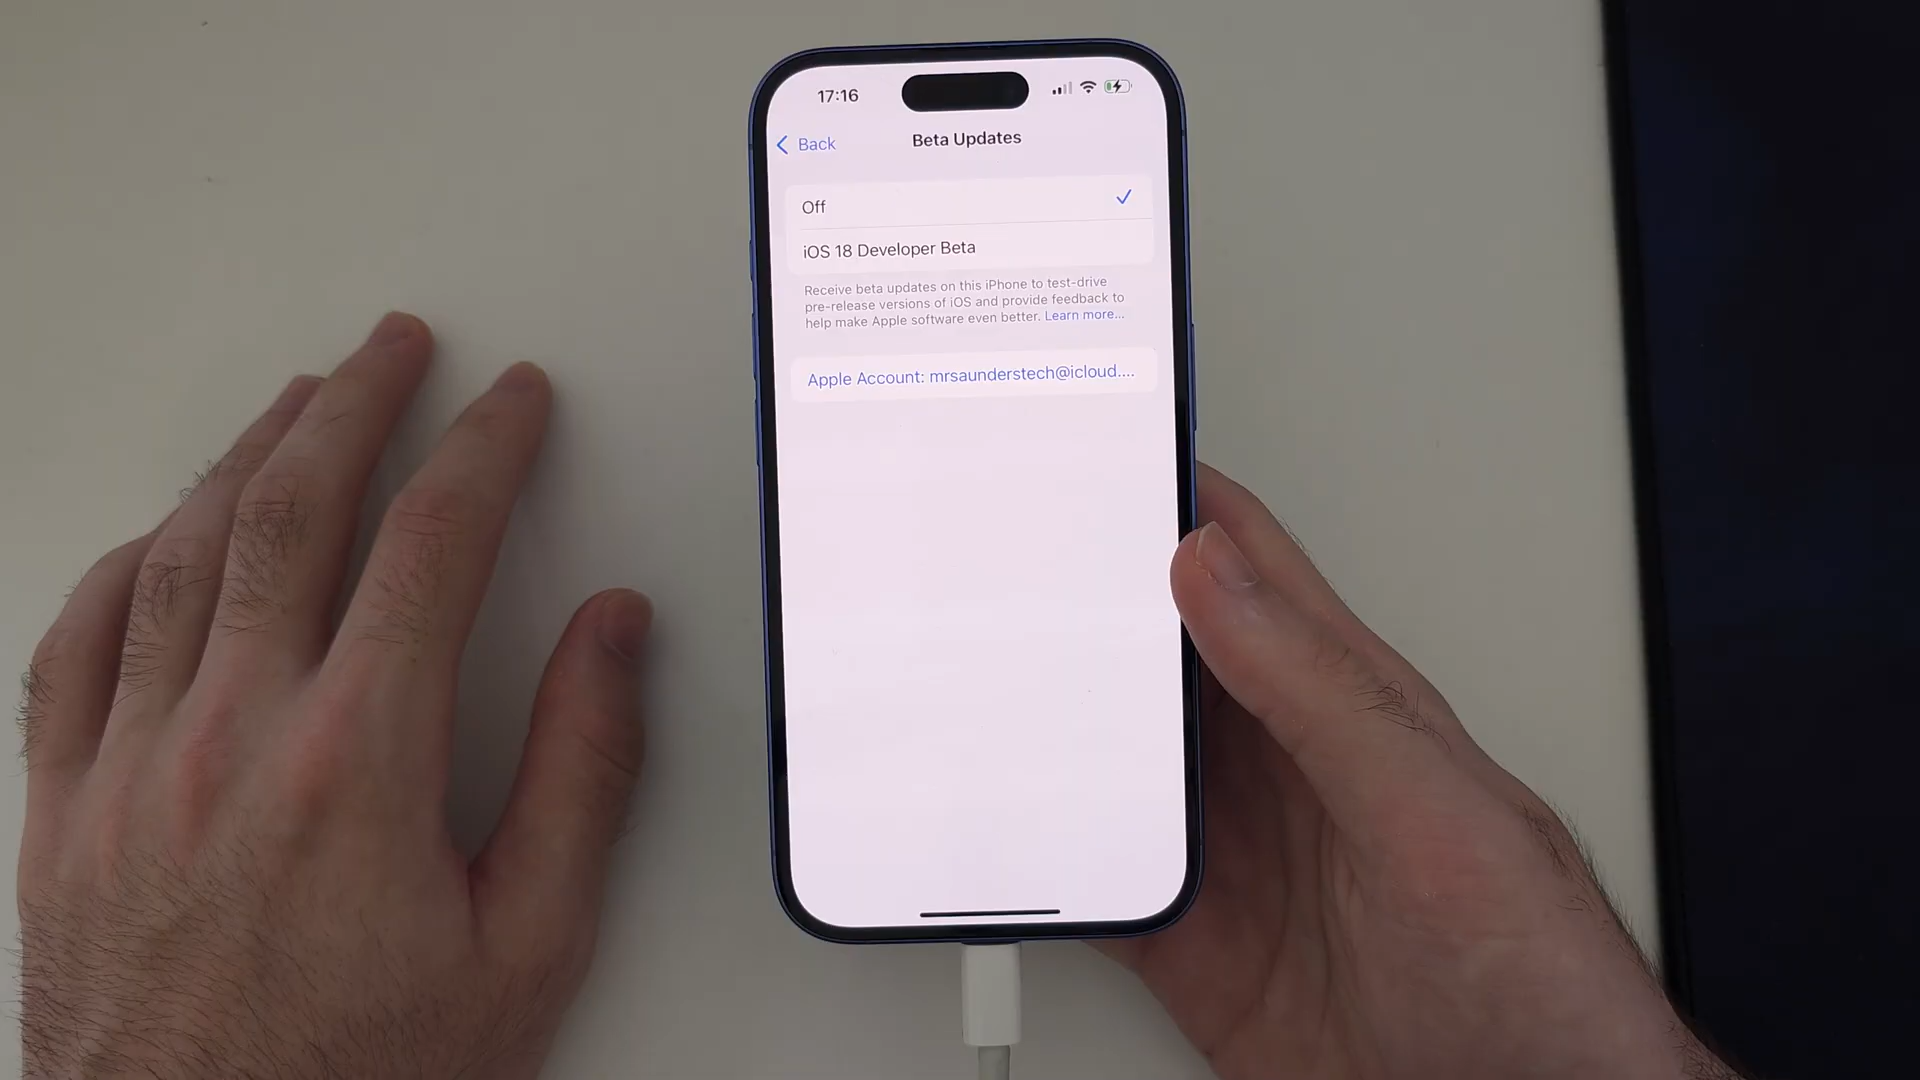 17:16
Back
Beta Updates
Off
iOS 18 Developer Beta
Receive beta updates on this iPhone to test-drive
pre-release versions of iOS and provide feedback to
help make Apple software even better. Learn more...
Apple Account: mrsaunderstech@icloud....